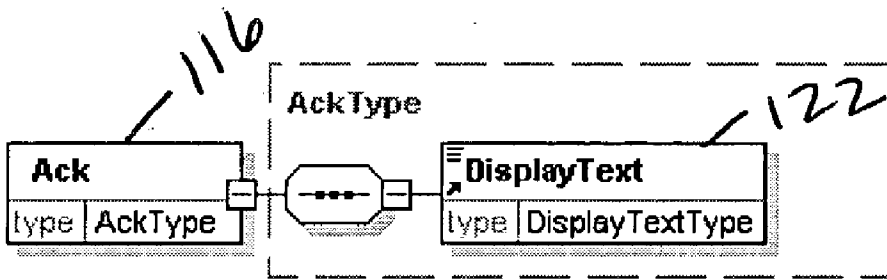 116
AckType
122
Ack
DisplayText
type AckType
type DisplayTextType